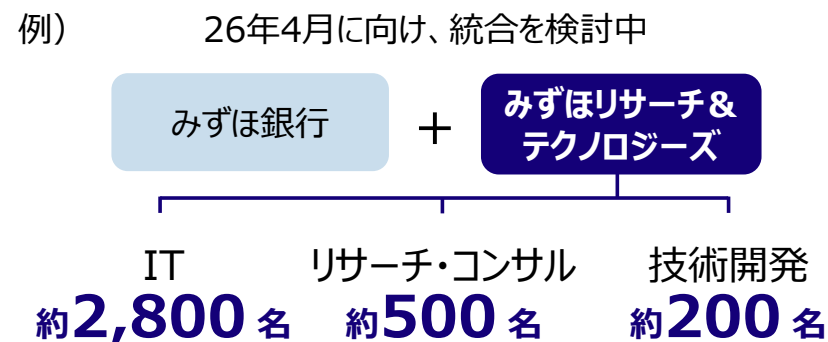 例） 26年4月に向け、統合を検討中
みずほ銀行 ＋ みずほリサーチ＆
テクノロジーズ
IT リサーチ・コンサル 技術開発
約2,800 名 約500 名 約200 名